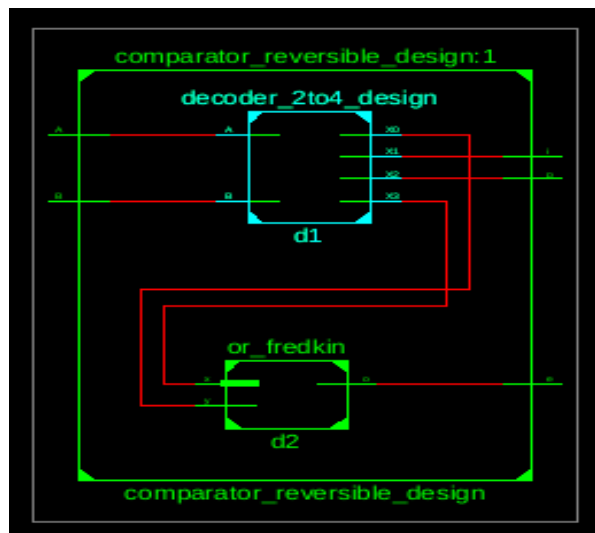 comparator_reversible_design:1
decoder_2to4_design
A A X0
X1
X2
B B X3
d1
or_fredkin
d2
comparator_reversible_design